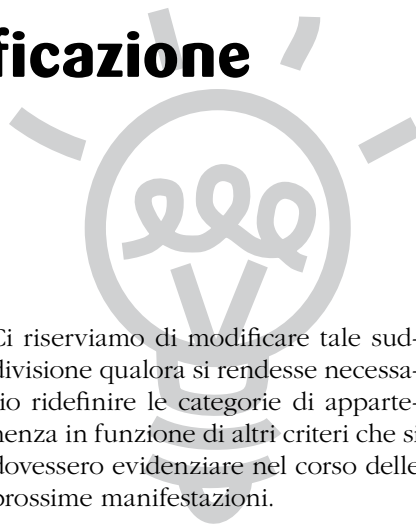 ficazione
Ci riserviamo di modificare tale sud-
divisione qualora si rendesse necessa-
rio ridefinire le categorie di apparte-
nenza in funzione di altri criteri che si
dovessero evidenziare nel corso delle
prossime manifestazioni.